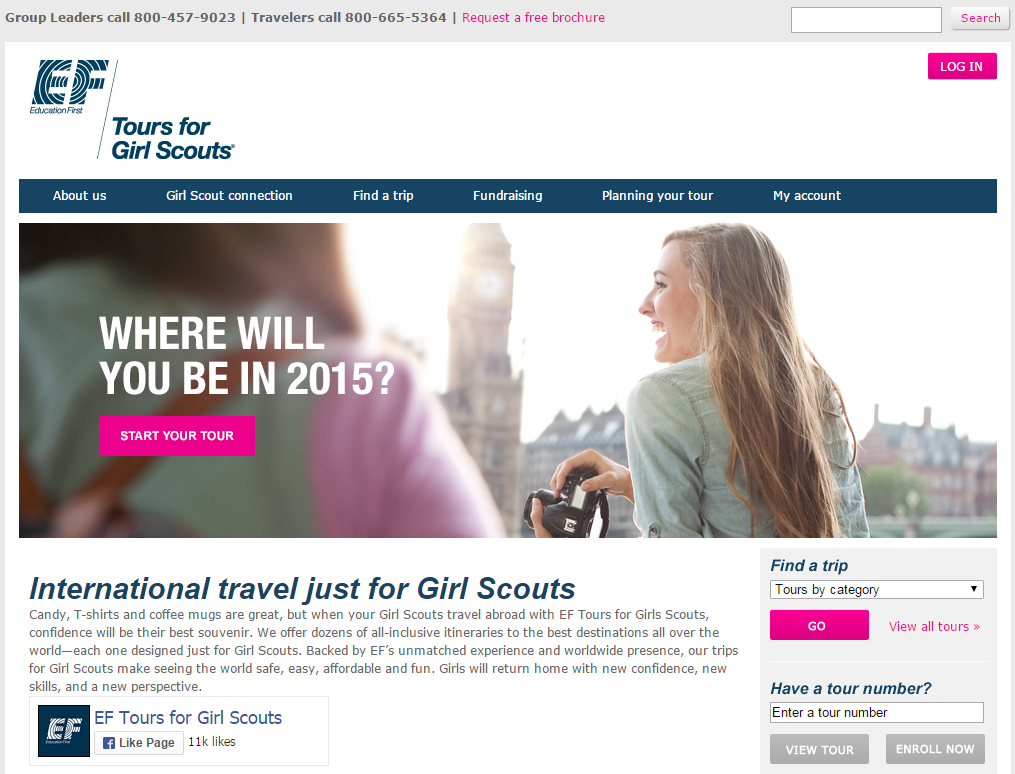 Group Leaders call 800-457-9023 | Travelers call 800-665-5364 | Request a free brochure
Search
LOG IN
EF
Education First
Tours for
Girl Scouts®
About us Girl Scout connection Find a trip Fundraising Planning your tour My account
WHERE WILL
YOU BE IN 2015?
START YOUR TOUR
International travel just for Girl Scouts
Candy, T-shirts and coffee mugs are great, but when your Girl Scouts travel abroad with EF Tours for Girls Scouts,
confidence will be their best souvenir. We offer dozens of all-inclusive itineraries to the best destinations all over the
world—each one designed just for Girl Scouts. Backed by EF’s unmatched experience and worldwide presence, our trips
for Girl Scouts make seeing the world safe, easy, affordable and fun. Girls will return home with new confidence, new
skills, and a new perspective.
EF
Education First
EF Tours for Girl Scouts
Like Page 11k likes
Find a trip
Tours by category
GO View all tours »
Have a tour number?
Enter a tour number
VIEW TOUR ENROLL NOW